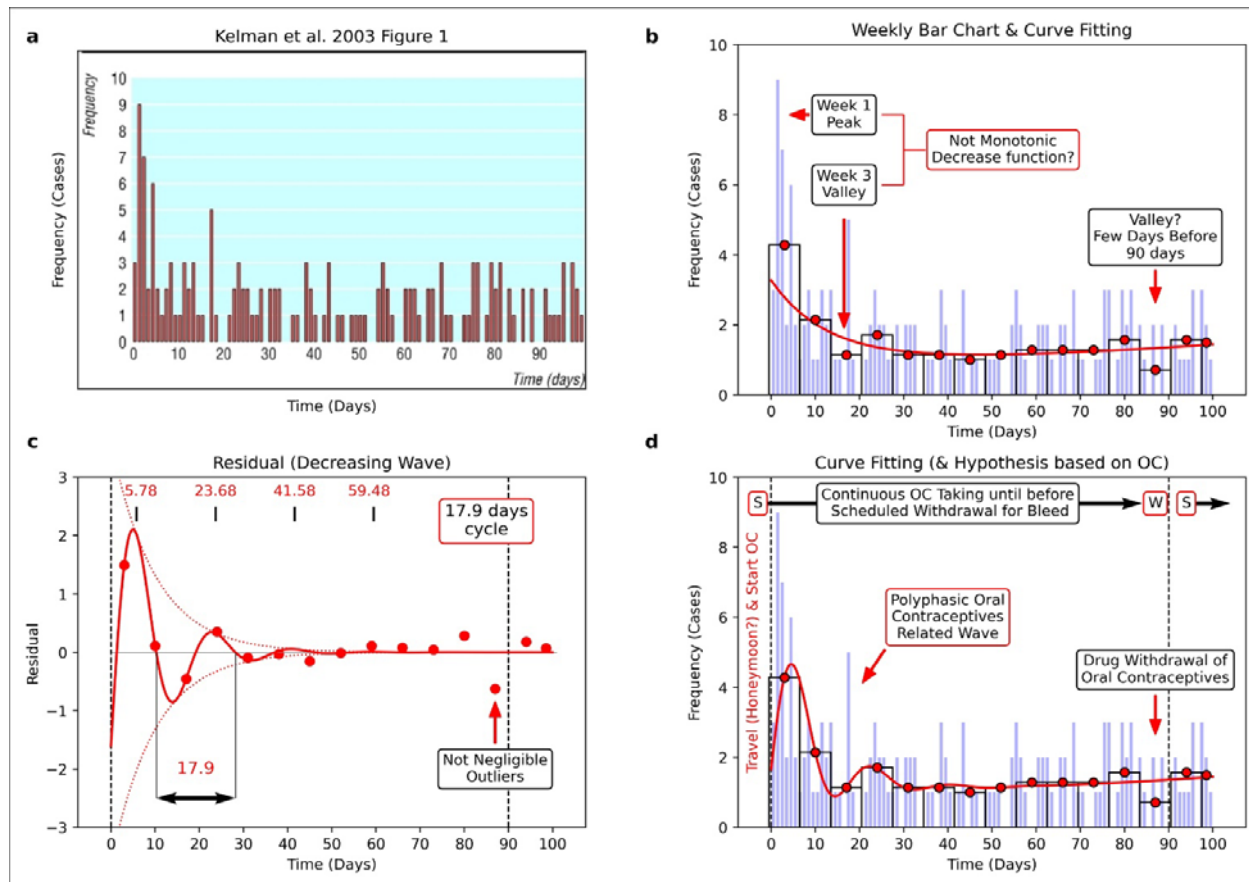 a
Kelman et al. 2003 Figure 1
Frequency (Cases)
Frequency
10
9
8
7
6
5
4
3
2
1
0
0 10 20 30 40 50 60 70 80 90
Time (days)
Time (Days)
b
Weekly Bar Chart & Curve Fitting
Frequency (Cases)
10
8
6
4
2
0
Week 1
Peak
Week 3
Valley
Not Monotonic
Decrease function?
Valley?
Few Days Before
90 days
0 10 20 30 40 50 60 70 80 90 100
Time (Days)
c
Residual (Decreasing Wave)
Residual
3
2
1
0
−1
−2
−3
5.78 23.68 41.58 59.48
17.9 days
cycle
17.9
Not Negligible
Outliers
0 10 20 30 40 50 60 70 80 90 100
Time (Days)
d
Curve Fitting (& Hypothesis based on OC)
Frequency (Cases)
10
8
6
4
2
0
S
Continuous OC Taking until before
Scheduled Withdrawal for Bleed
W
S
Travel (Honeymoon?) & Start OC
Polyphasic Oral
Contraceptives
Related Wave
Drug Withdrawal of
Oral Contraceptives
0 10 20 30 40 50 60 70 80 90 100
Time (Days)